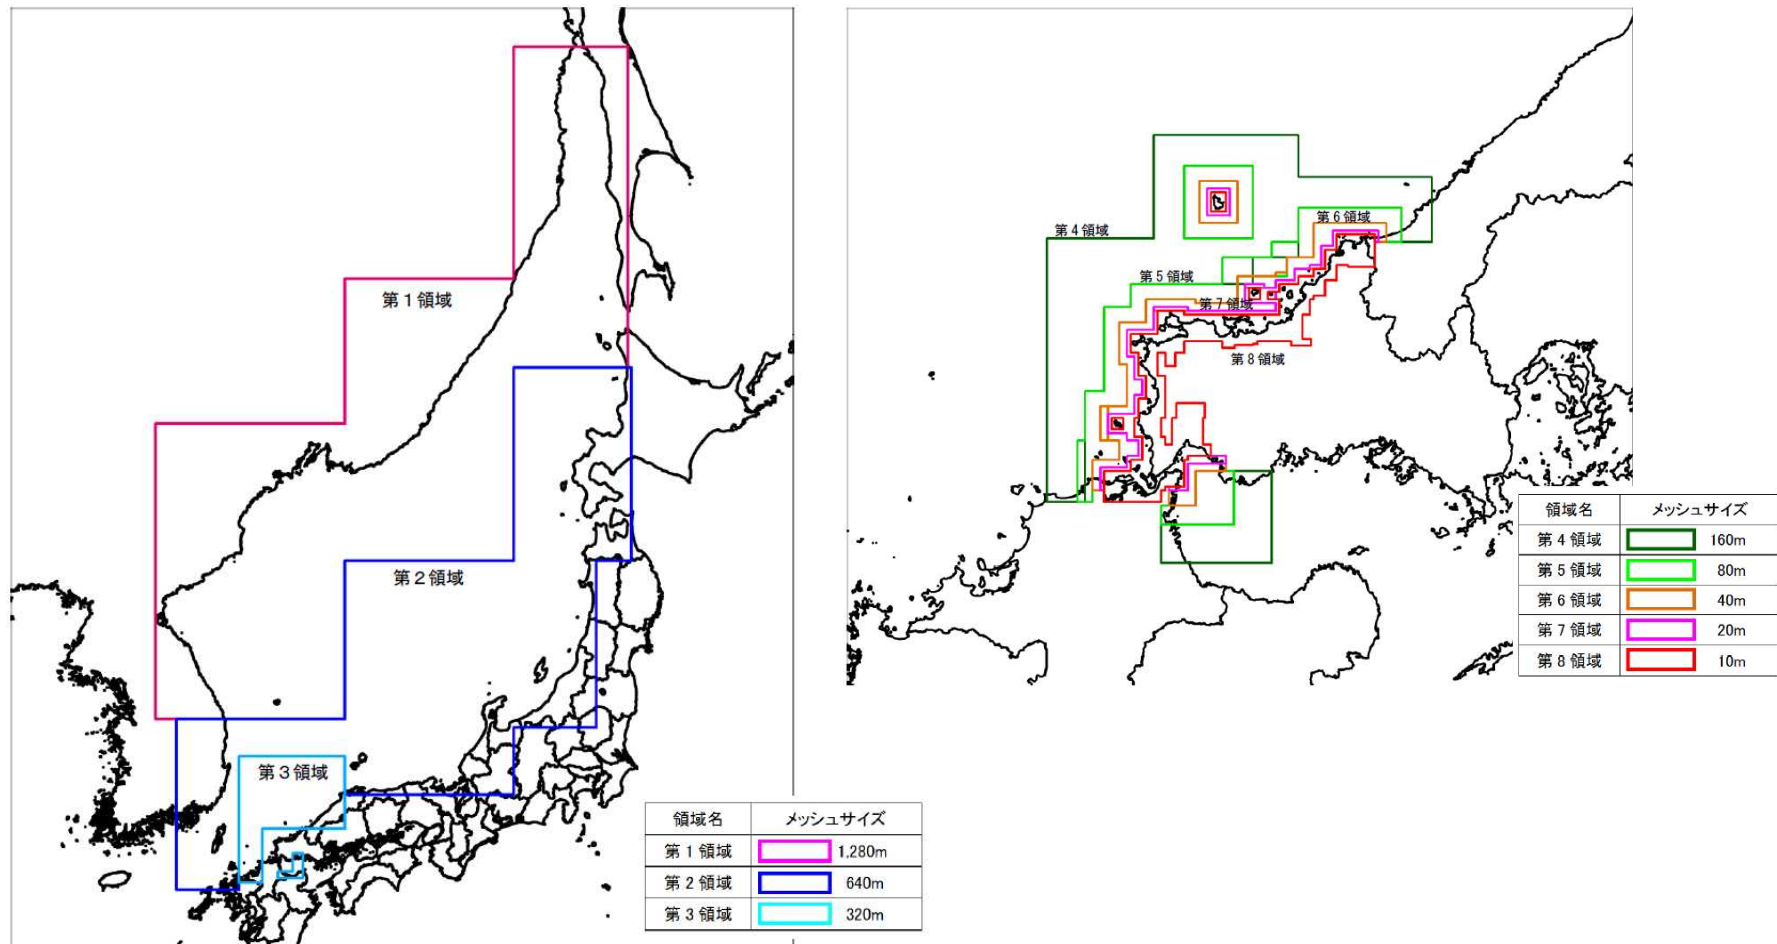 第１領域
第２領域
第３領域
領域名 メッシュサイズ
第１領域 1,280m
第２領域 640m
第３領域 320m
第４領域
第５領域
第６領域
第７領域
第８領域
領域名 メッシュサイズ
第４領域 160m
第５領域 80m
第６領域 40m
第７領域 20m
第８領域 10m